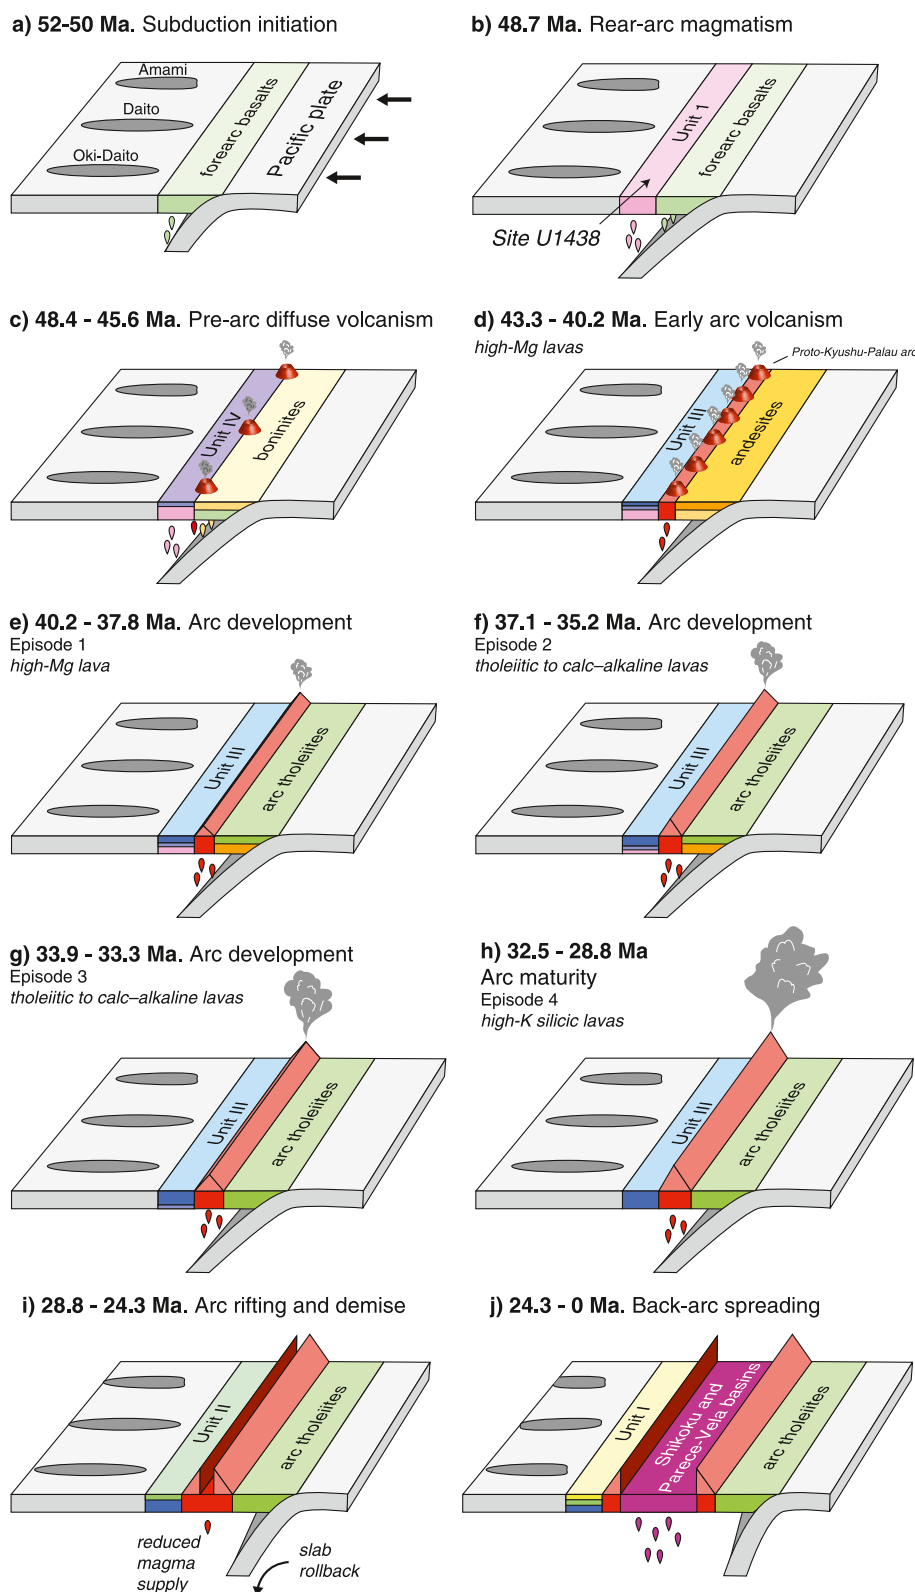 a) 52-50 Ma. Subduction initiation
Amami
Daito
Oki-Daito
forearc basalts
Pacific plate
b) 48.7 Ma. Rear-arc magmatism
Unit 1
forearc basalts
Site U1438
c) 48.4 - 45.6 Ma. Pre-arc diffuse volcanism
Unit IV
boninites
d) 43.3 - 40.2 Ma. Early arc volcanism
high-Mg lavas
Proto-Kyushu-Palau arc
Unit III
andesites
e) 40.2 - 37.8 Ma. Arc development
Episode 1
high-Mg lava
Unit III
arc tholeiites
f) 37.1 - 35.2 Ma. Arc development
Episode 2
tholeiitic to calc–alkaline lavas
Unit III
arc tholeiites
g) 33.9 - 33.3 Ma. Arc development
Episode 3
tholeiitic to calc–alkaline lavas
Unit III
arc tholeiites
h) 32.5 - 28.8 Ma
Arc maturity
Episode 4
high-K silicic lavas
Unit III
arc tholeiites
i) 28.8 - 24.3 Ma. Arc rifting and demise
Unit II
arc tholeiites
reduced
magma
supply
slab
rollback
j) 24.3 - 0 Ma. Back-arc spreading
Unit I
Shikoku and
Parece-Vela basins
arc tholeiites